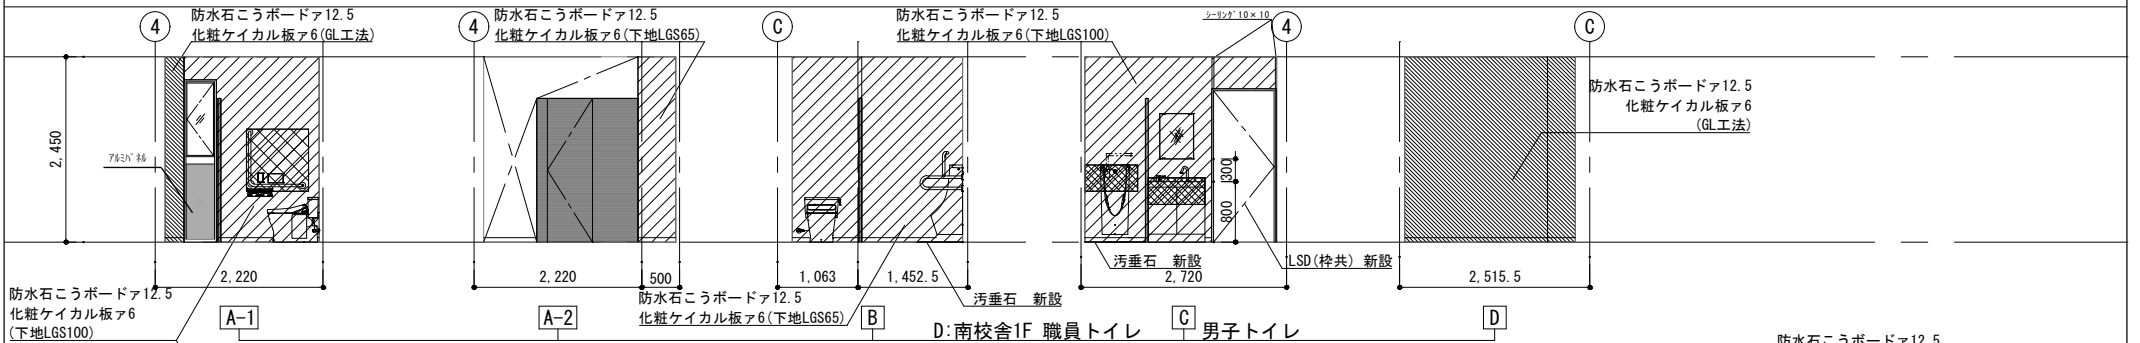 4
防水石こうボードァ12.5
化粧ケイカル板ァ6(GL工法)
4
防水石こうボードァ12.5
化粧ケイカル板ァ6(下地LGS65)
C
防水石こうボードァ12.5
化粧ケイカル板ァ6(下地LGS100)
シーリング10×10
4
C
2,450
アルミパネル
防水石こうボードァ12.5
化粧ケイカル板ァ6
(GL工法)
300
800
汚垂石 新設
LSD(枠共) 新設
2,220
2,220
500
1,063
1,452.5
2,720
2,515.5
防水石こうボードァ12.5
化粧ケイカル板ァ6
(下地LGS100)
防水石こうボードァ12.5
化粧ケイカル板ァ6(下地LGS65)
汚垂石 新設
A-1
A-2
B
C
D
D:南校舎1F 職員トイレ 男子トイレ
防水石こうボードァ12.5